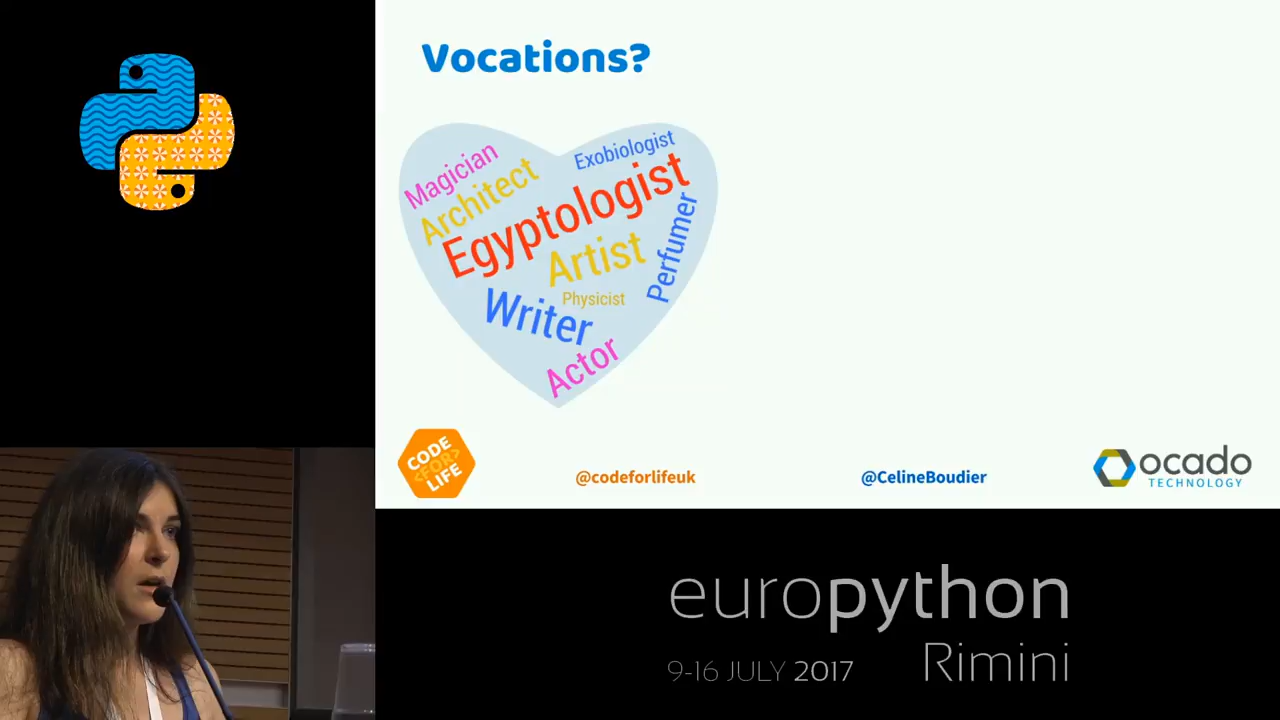 Vocations?
Magician
Architect
Exobiologist
Egyptologist
Artist
Perfumer
Physicist
Writer
Actor
CODE
<FOR>
LIFE
@codeforlifeuk
@CelineBoudier
ocado
TECHNOLOGY
europython
9-16 JULY 2017
Rimini